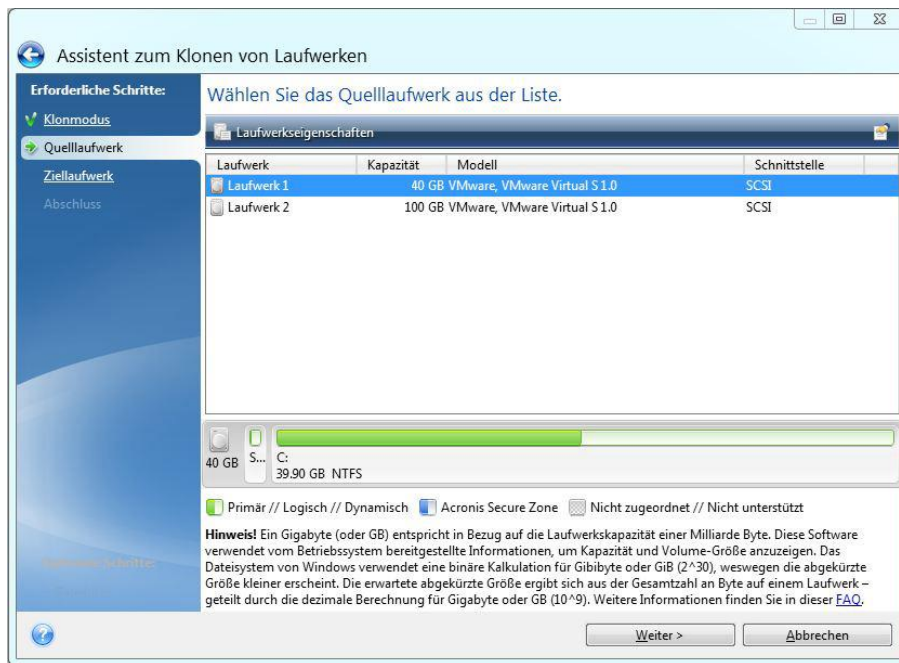 Assistent zum Klonen von Laufwerken
Erforderliche Schritte:
Klonmodus
Quelllaufwerk
Ziellaufwerk
Abschluss
Wählen Sie das Quelllaufwerk aus der Liste.
Laufwerkseigenschaften
Laufwerk Kapazität Modell Schnittstelle
Laufwerk 1 40 GB VMware, VMware Virtual S 1.0 SCSI
Laufwerk 2 100 GB VMware, VMware Virtual S 1.0 SCSI
40 GB S... C:
39.90 GB NTFS
Primär // Logisch // Dynamisch Acronis Secure Zone Nicht zugeordnet // Nicht unterstützt
Hinweis! Ein Gigabyte (oder GB) entspricht in Bezug auf die Laufwerkskapazität einer Milliarde Byte. Diese Software
verwendet vom Betriebssystem bereitgestellte Informationen, um Kapazität und Volume-Größe anzuzeigen. Das
Dateisystem von Windows verwendet eine binäre Kalkulation für Gibibyte oder GiB (2^30), weswegen die abgekürzte
Größe kleiner erscheint. Die erwartete abgekürzte Größe ergibt sich aus der Gesamtzahl an Byte auf einem Laufwerk –
geteilt durch die dezimale Berechnung für Gigabyte oder GB (10^9). Weitere Informationen finden Sie in dieser FAQ.
Schritte:
Weiter > Abbrechen